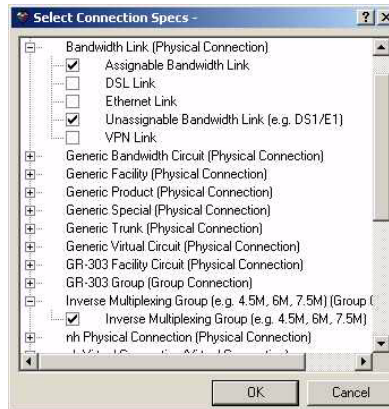 Select Connection Specs -
Bandwidth Link (Physical Connection)
Assignable Bandwidth Link
DSL Link
Ethernet Link
Unassignable Bandwidth Link (e.g. DS1/E1)
VPN Link
Generic Bandwidth Circuit (Physical Connection)
Generic Facility (Physical Connection)
Generic Product (Physical Connection)
Generic Special (Physical Connection)
Generic Trunk (Physical Connection)
Generic Virtual Circuit (Physical Connection)
GR-303 Facility Circuit (Physical Connection)
GR-303 Group (Group Connection)
Inverse Multiplexing Group (e.g. 4.5M, 6M, 7.5M) (Group C
Inverse Multiplexing Group (e.g. 4.5M, 6M, 7.5M)
nh Physical Connection (Physical Connection)
OK Cancel